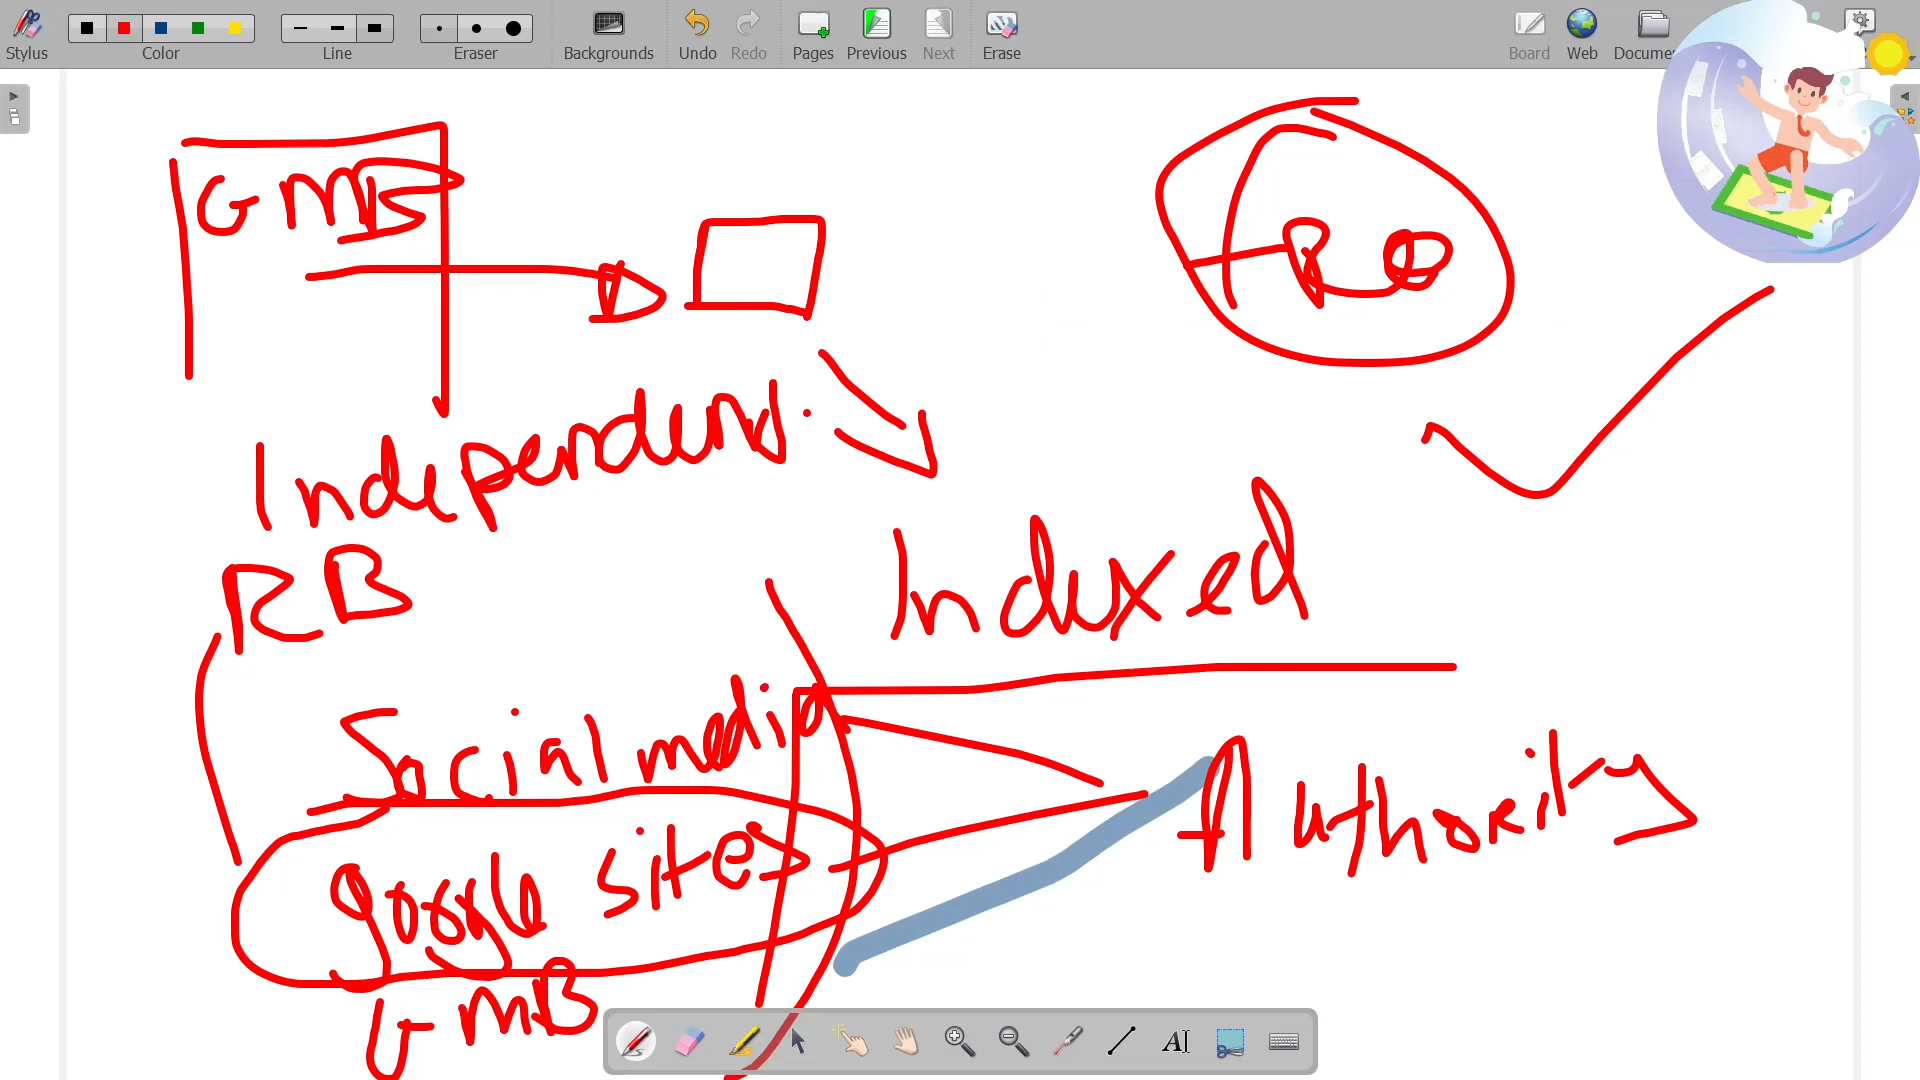 Stylus
Color
Line
Eraser
Backgrounds
Undo
Redo
Pages
Previous
Next
Erase
Board
Web
GMB
Independent
RB
Indexed
Social media
Authority
google sites
GMB
AI